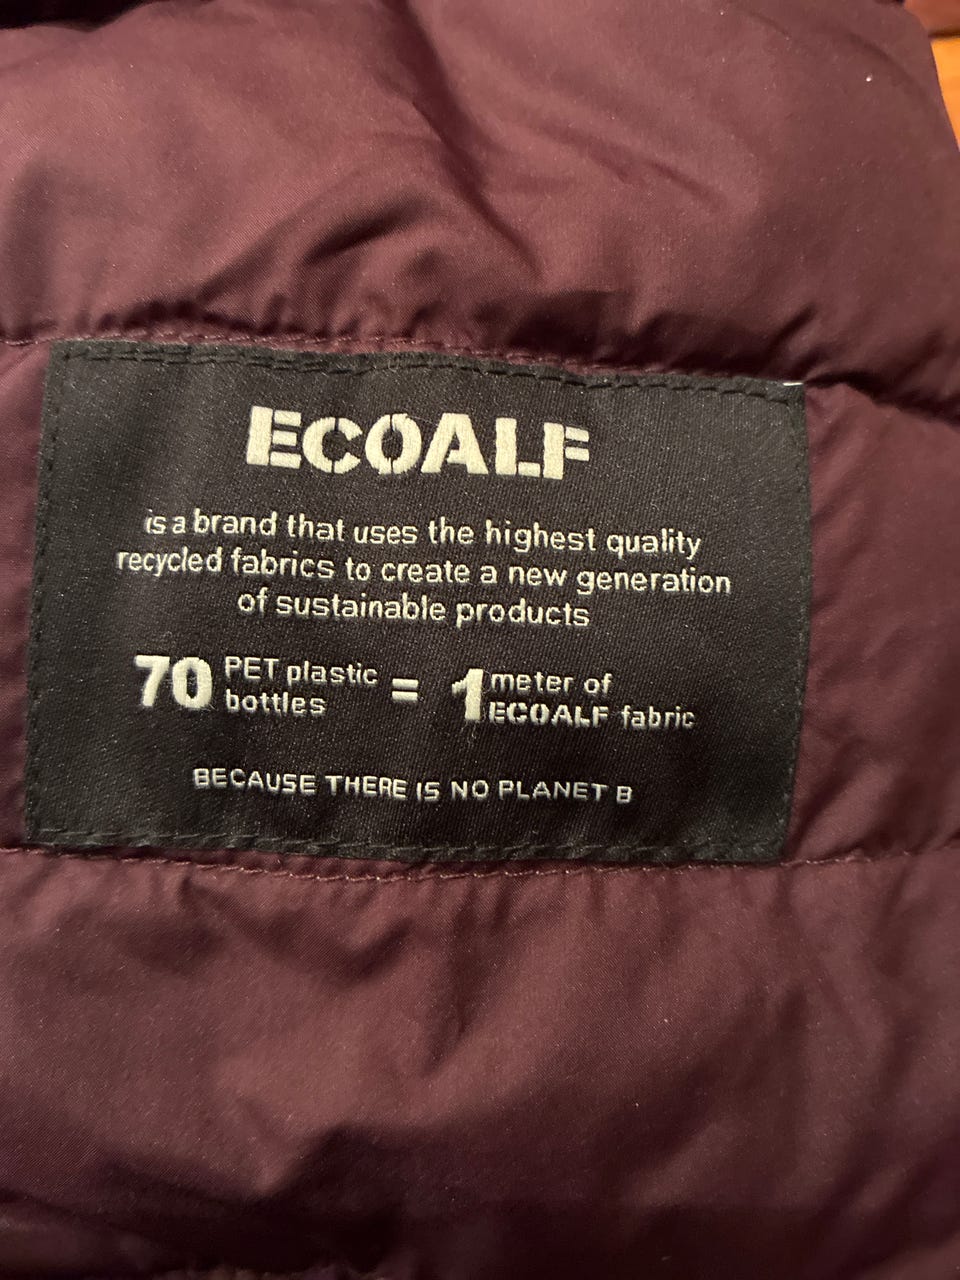 ECOALF
is a brand that uses the highest quality
recycled fabrics to create a new generation
of sustainable products
70 PET plastic bottles = 1 meter of ECOALF fabric
BECAUSE THERE IS NO PLANET B